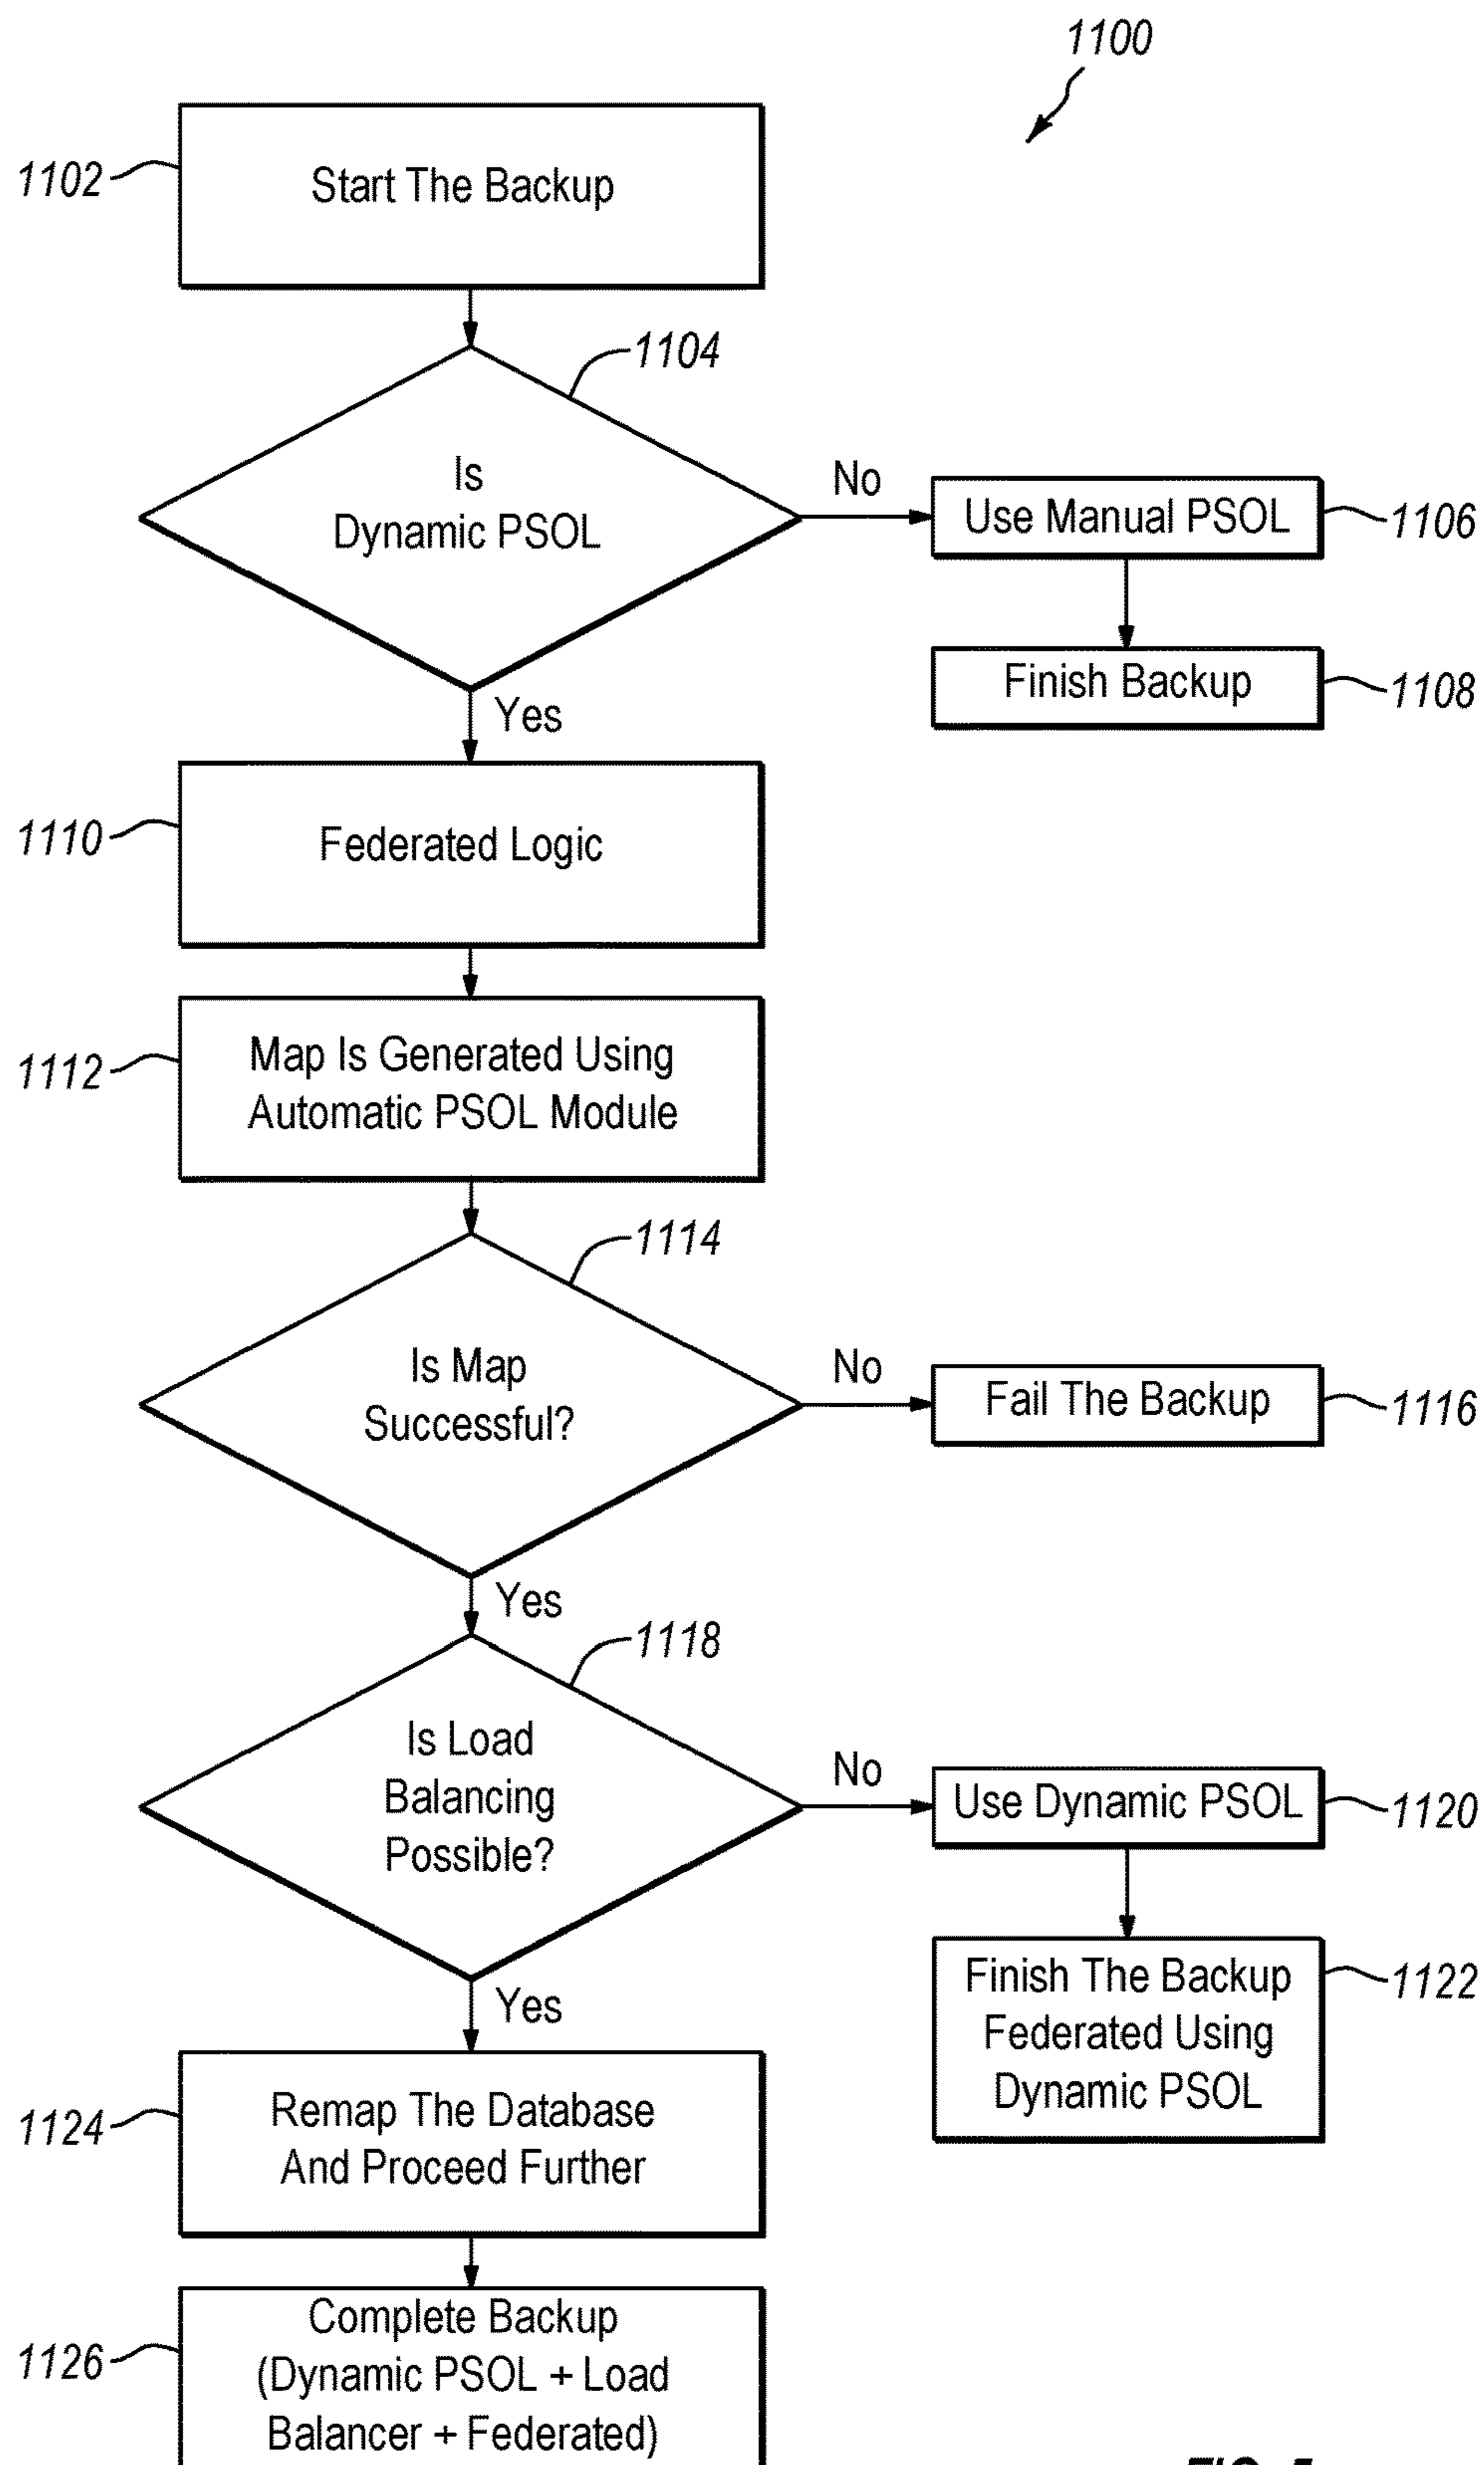 1100
1102
Start The Backup
1104
Is
Dynamic PSOL
No
Use Manual PSOL
1106
Finish Backup
1108
Yes
1110
Federated Logic
1112
Map Is Generated Using
Automatic PSOL Module
1114
Is Map
Successful?
No
Fail The Backup
1116
Yes
1118
Is Load
Balancing
Possible?
No
Use Dynamic PSOL
1120
Finish The Backup
Federated Using
Dynamic PSOL
1122
Yes
1124
Remap The Database
And Proceed Further
1126
Complete Backup
(Dynamic PSOL + Load
Balancer + Federated)